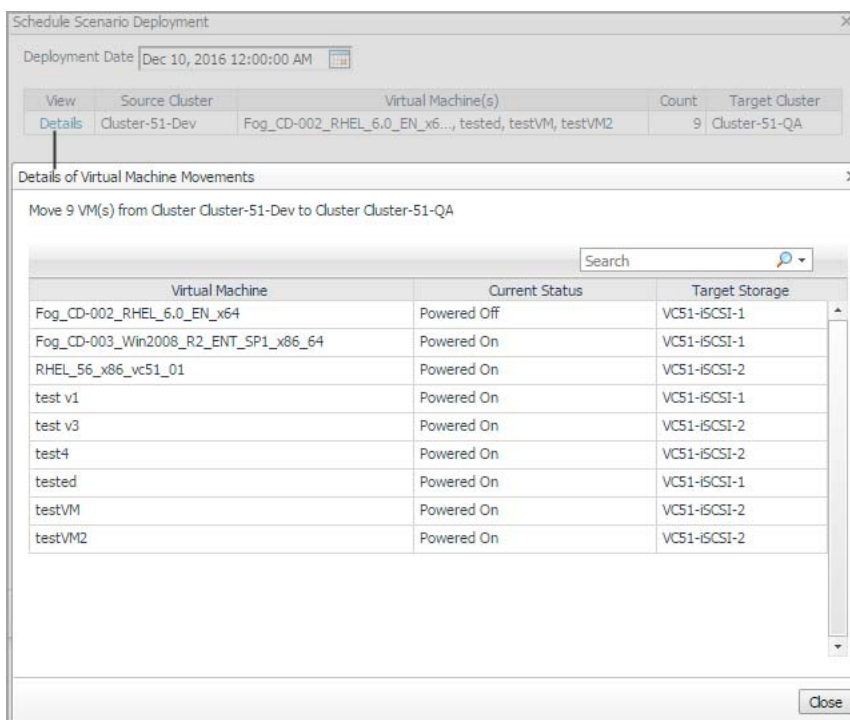 Schedule Scenario Deployment
Deployment Date Dec 10, 2016 12:00:00 AM
View Source Cluster Virtual Machine(s) Count Target Cluster
Details Cluster-51-Dev Fog_CD-002_RHEL_6.0_EN_x6..., tested, testVM, testVM2 9 Cluster-51-QA
Details of Virtual Machine Movements
Move 9 VM(s) from Cluster Cluster-51-Dev to Cluster Cluster-51-QA
Search
Virtual Machine Current Status Target Storage
Fog_CD-002_RHEL_6.0_EN_x64 Powered Off VC51-iSCSI-1
Fog_CD-003_Win2008_R2_ENT_SP1_x86_64 Powered On VC51-iSCSI-1
RHEL_56_x86_vc51_01 Powered On VC51-iSCSI-2
test v1 Powered On VC51-iSCSI-1
test v3 Powered On VC51-iSCSI-2
test4 Powered On VC51-iSCSI-2
tested Powered On VC51-iSCSI-1
testVM Powered On VC51-iSCSI-2
testVM2 Powered On VC51-iSCSI-2
Close